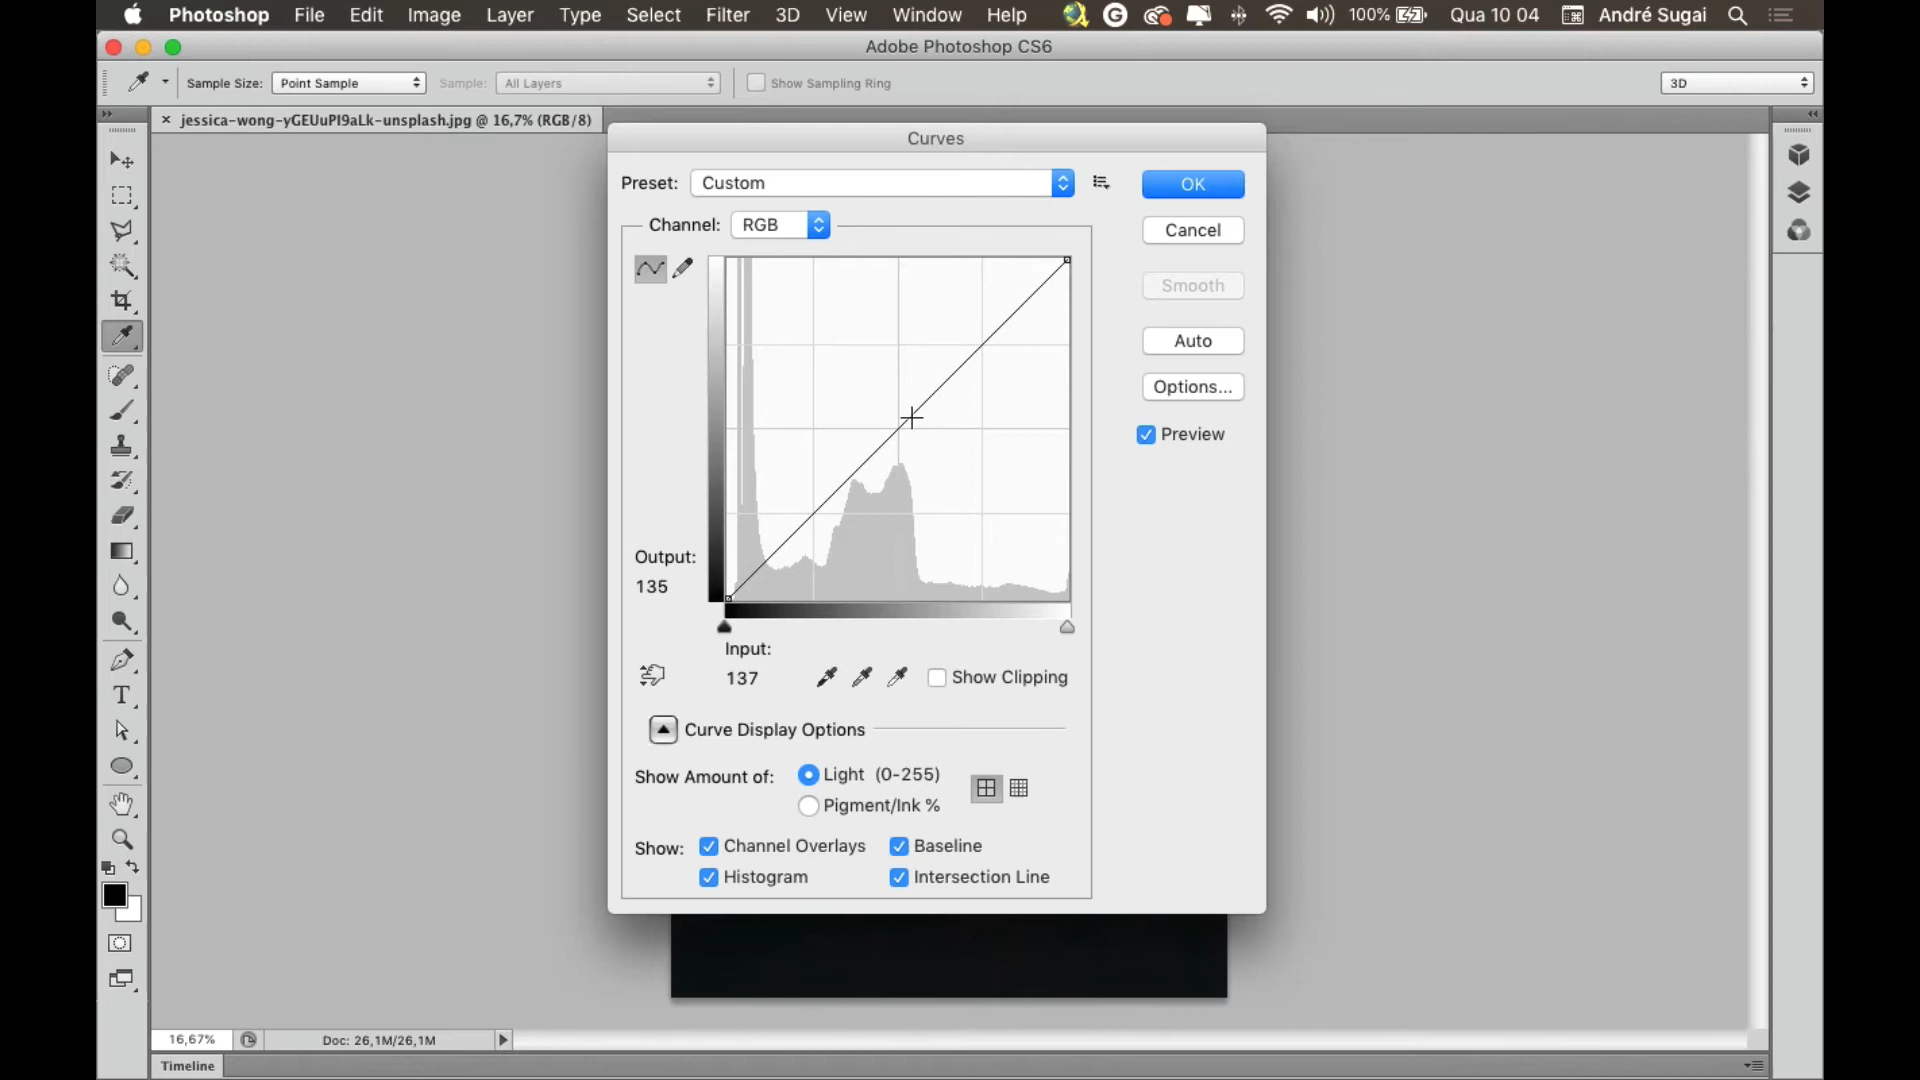 Photoshop File Edit Image Layer Type Select Filter 3D View Window Help 100% Qua 10 04 André Sugai
Adobe Photoshop CS6
Sample Size: Point Sample Sample: All Layers Show Sampling Ring 3D
jessica-wong-yGEUuPI9aLk-unsplash.jpg @ 16,7% (RGB/8)
Curves
Preset: Custom OK
Channel: RGB Cancel
Smooth
Auto
Options...
Preview
Output:
135
Input:
137 Show Clipping
Curve Display Options
Show Amount of: Light (0-255)
Pigment/Ink %
Show: Channel Overlays Baseline
Histogram Intersection Line
16,67% Doc: 26,1M/26,1M
Timeline